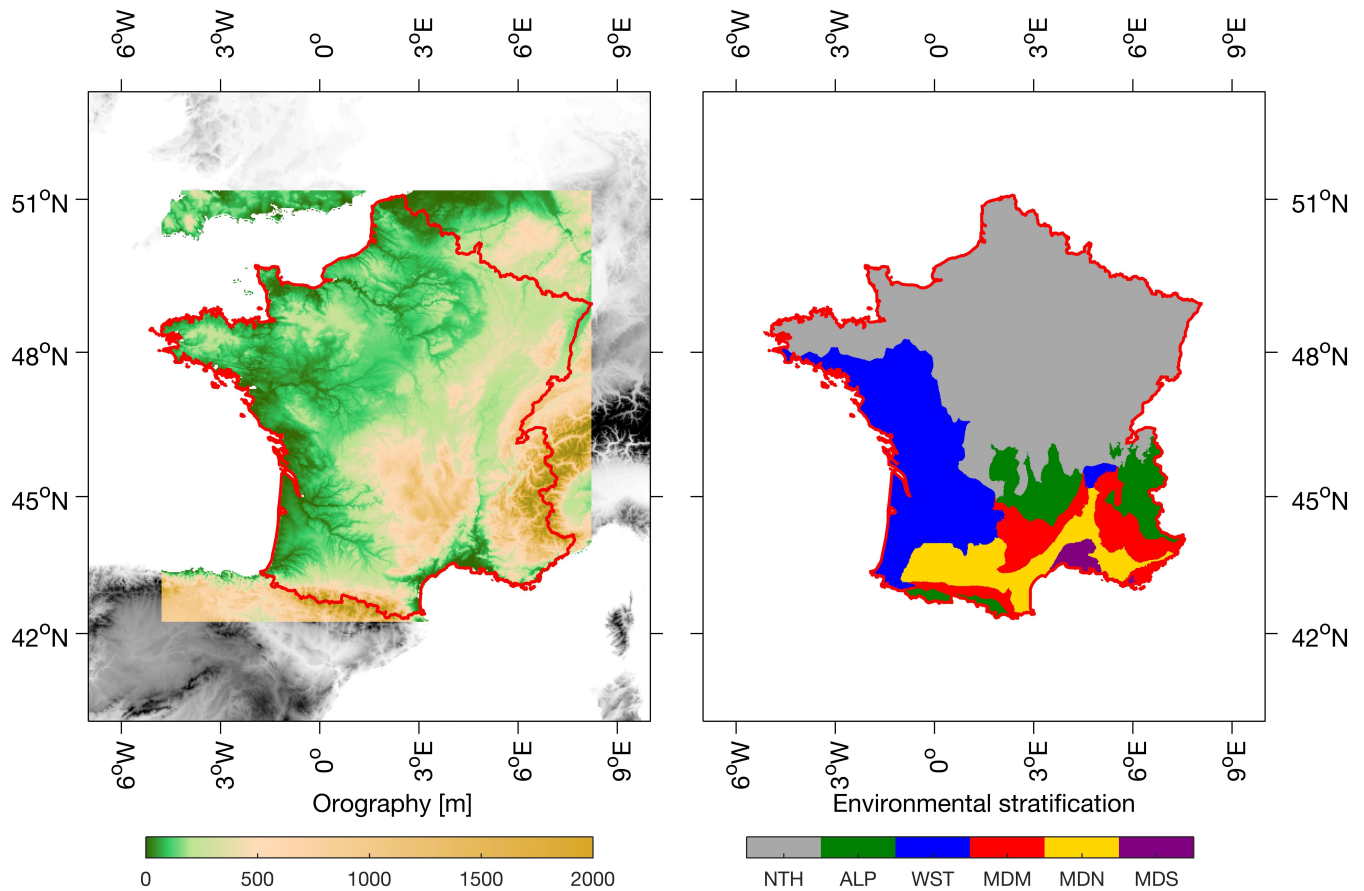 6°W 3°W 0° 3°E 6°E 9°E
6°W 3°W 0° 3°E 6°E 9°E
51°N
48°N
45°N
42°N
51°N
48°N
45°N
42°N
6°W 3°W 0° 3°E 6°E 9°E
6°W 3°W 0° 3°E 6°E 9°E
Orography [m]
Environmental stratification
0 500 1000 1500 2000
NTH ALP WST MDM MDN MDS